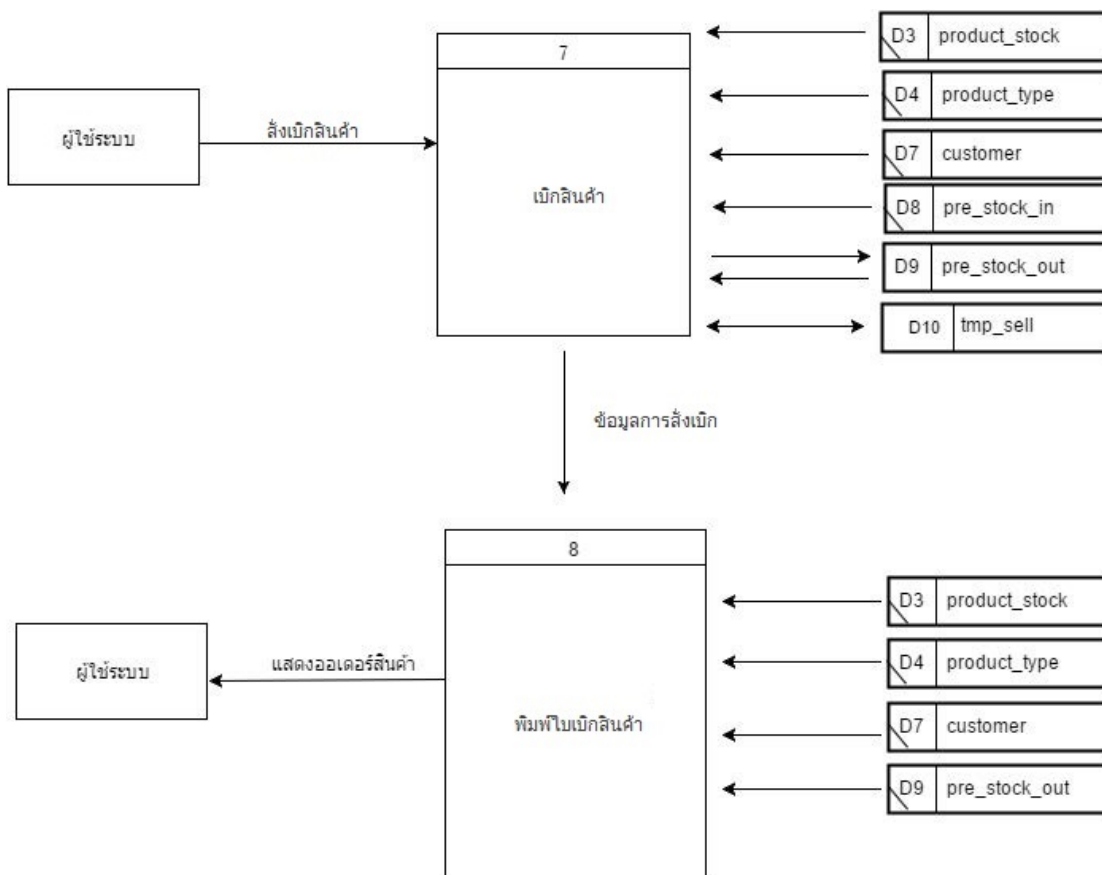 7
D3 product_stock
D4 product_type
ผู้ใช้ระบบ
สั่งเบิกสินค้า
D7 customer
เบิกสินค้า
D8 pre_stock_in
D9 pre_stock_out
D10 tmp_sell
ข้อมูลการสั่งเบิก
8
D3 product_stock
ผู้ใช้ระบบ
แสดงออเดอร์สินค้า
D4 product_type
พิมพ์ใบเบิกสินค้า
D7 customer
D9 pre_stock_out